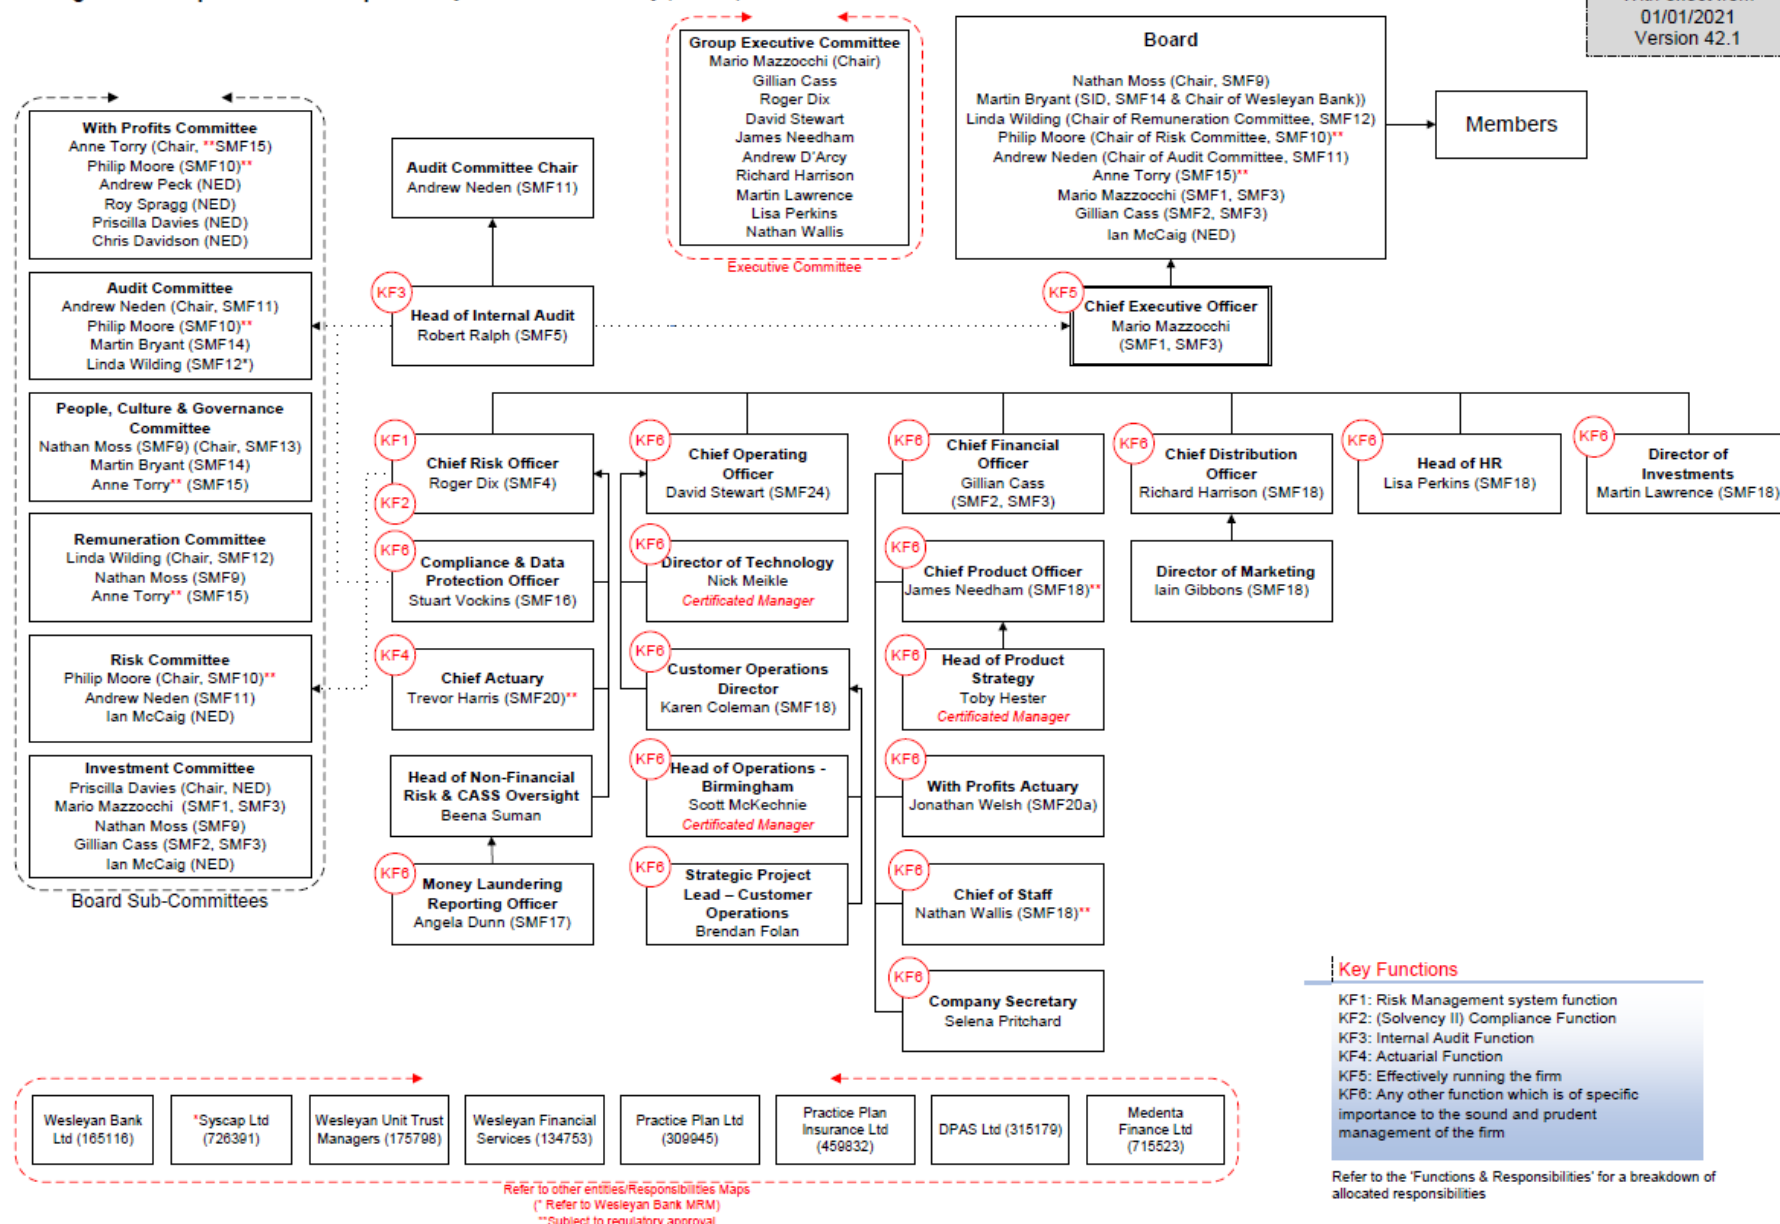 01/01/2021
Version 42.1
Group Executive Committee
Mario Mazzocchi (Chair)
Gillian Cass
Roger Dix
David Stewart
James Needham
Andrew D'Arcy
Richard Harrison
Martin Lawrence
Lisa Perkins
Nathan Wallis
Executive Committee
Board
Nathan Moss (Chair, SMF9)
Martin Bryant (SID, SMF14 & Chair of Wesleyan Bank))
Linda Wilding (Chair of Remuneration Committee, SMF12)
Philip Moore (Chair of Risk Committee, SMF10)**
Andrew Neden (Chair of Audit Committee, SMF11)
Anne Torry (SMF15)**
Mario Mazzocchi (SMF1, SMF3)
Gillian Cass (SMF2, SMF3)
Ian McCaig (NED)
Members
With Profits Committee
Anne Torry (Chair, **SMF15)
Philip Moore (SMF10)**
Andrew Peck (NED)
Roy Spragg (NED)
Priscilla Davies (NED)
Chris Davidson (NED)
Audit Committee
Andrew Neden (Chair, SMF11)
Philip Moore (SMF10)**
Martin Bryant (SMF14)
Linda Wilding (SMF12*)
People, Culture & Governance
Committee
Nathan Moss (SMF9) (Chair, SMF13)
Martin Bryant (SMF14)
Anne Torry** (SMF15)
Remuneration Committee
Linda Wilding (Chair, SMF12)
Nathan Moss (SMF9)
Anne Torry** (SMF15)
Risk Committee
Philip Moore (Chair, SMF10)**
Andrew Neden (SMF11)
Ian McCaig (NED)
Investment Committee
Priscilla Davies (Chair, NED)
Mario Mazzocchi (SMF1, SMF3)
Nathan Moss (SMF9)
Gillian Cass (SMF2, SMF3)
Ian McCaig (NED)
Board Sub-Committees
Audit Committee Chair
Andrew Neden (SMF11)
KF3
Head of Internal Audit
Robert Ralph (SMF5)
KF5
Chief Executive Officer
Mario Mazzocchi
(SMF1, SMF3)
KF1
Chief Risk Officer
Roger Dix (SMF4)
KF2
KF6
Compliance & Data
Protection Officer
Stuart Vockins (SMF16)
KF4
Chief Actuary
Trevor Harris (SMF20)**
Head of Non-Financial
Risk & CASS Oversight
Beena Suman
KF6
Money Laundering
Reporting Officer
Angela Dunn (SMF17)
KF6
Chief Operating
Officer
David Stewart (SMF24)
KF6
Director of Technology
Nick Meikle
Certificated Manager
KF6
Customer Operations
Director
Karen Coleman (SMF18)
KF6
Head of Operations -
Birmingham
Scott McKechnie
Certificated Manager
KF6
Strategic Project
Lead – Customer
Operations
Brendan Folan
KF6
Chief Financial
Officer
Gillian Cass
(SMF2, SMF3)
KF6
Chief Product Officer
James Needham (SMF18)**
KF6
Head of Product
Strategy
Toby Hester
Certificated Manager
KF6
With Profits Actuary
Jonathan Welsh (SMF20a)
KF6
Chief of Staff
Nathan Wallis (SMF18)**
KF6
Company Secretary
Selena Pritchard
KF6
Chief Distribution
Officer
Richard Harrison (SMF18)
Director of Marketing
Iain Gibbons (SMF18)
KF6
Head of HR
Lisa Perkins (SMF18)
KF6
Director of
Investments
Martin Lawrence (SMF18)
Key Functions
KF1: Risk Management system function
KF2: (Solvency II) Compliance Function
KF3: Internal Audit Function
KF4: Actuarial Function
KF5: Effectively running the firm
KF6: Any other function which is of specific
importance to the sound and prudent
management of the firm
Refer to the 'Functions & Responsibilities' for a breakdown of
allocated responsibilities
Wesleyan Bank
Ltd (165116)
*Syscap Ltd
(726391)
Wesleyan Unit Trust
Managers (175798)
Wesleyan Financial
Services (134753)
Practice Plan Ltd
(309945)
Practice Plan
Insurance Ltd
(459832)
DPAS Ltd (315179)
Medenta
Finance Ltd
(715523)
Refer to other entities/Responsibilities Maps
(* Refer to Wesleyan Bank MRM)
**Subject to regulatory approval